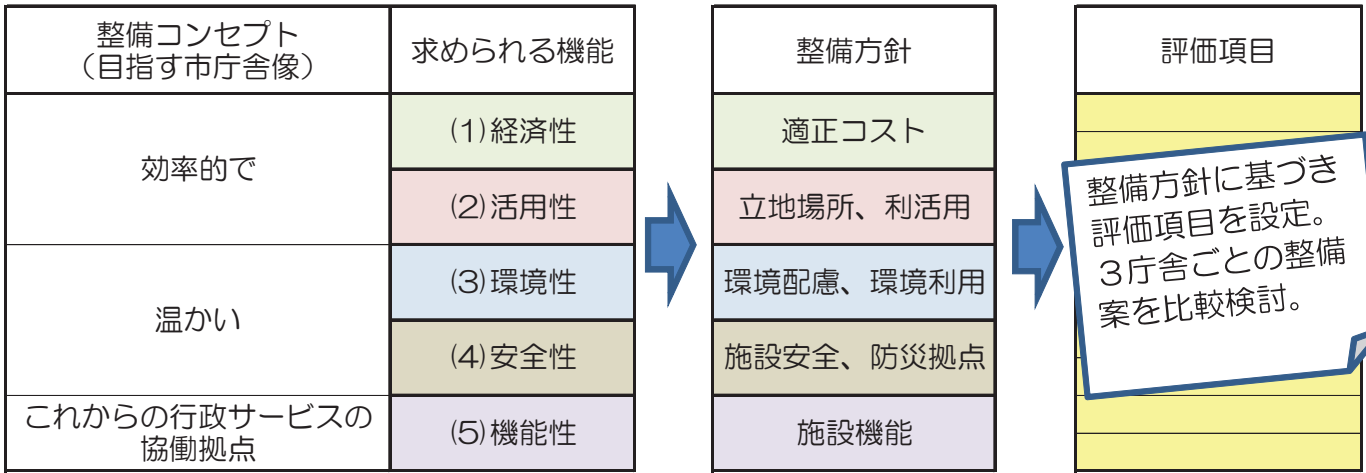 整備コンセプト
（目指す市庁舎像）
求められる機能
整備方針
評価項目
効率的で
(1)経済性
適正コスト
(2)活用性
立地場所、利活用
温かい
(3)環境性
環境配慮、環境利用
(4)安全性
施設安全、防災拠点
これからの行政サービスの
協働拠点
(5)機能性
施設機能
整備方針に基づき
評価項目を設定。
３庁舎ごとの整備
案を比較検討。